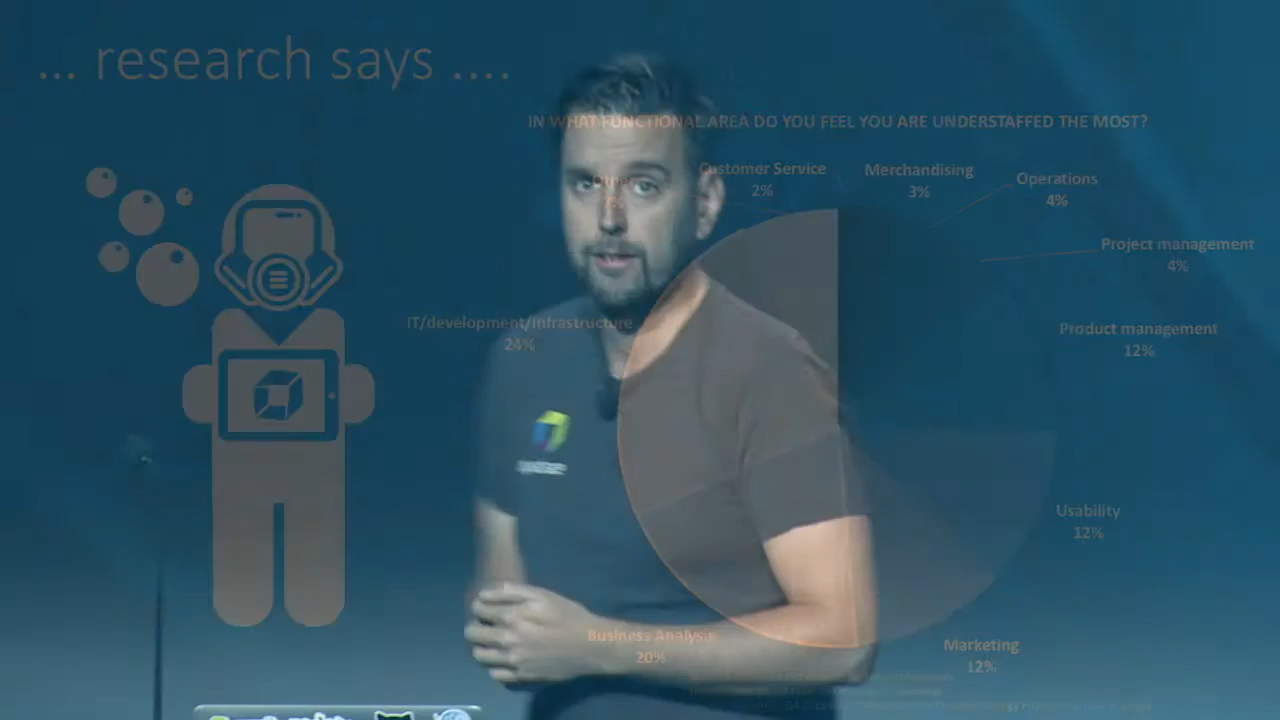 ... research says ....
IN WHAT FUNCTIONAL AREA DO YOU FEEL YOU ARE UNDERSTAFFED THE MOST?
Customer Service
2%
Merchandising
3%
Operations
4%
Project management
4%
IT/development/infrastructure
24%
Product management
12%
Usability
12%
Business Analysis
20%
Marketing
12%